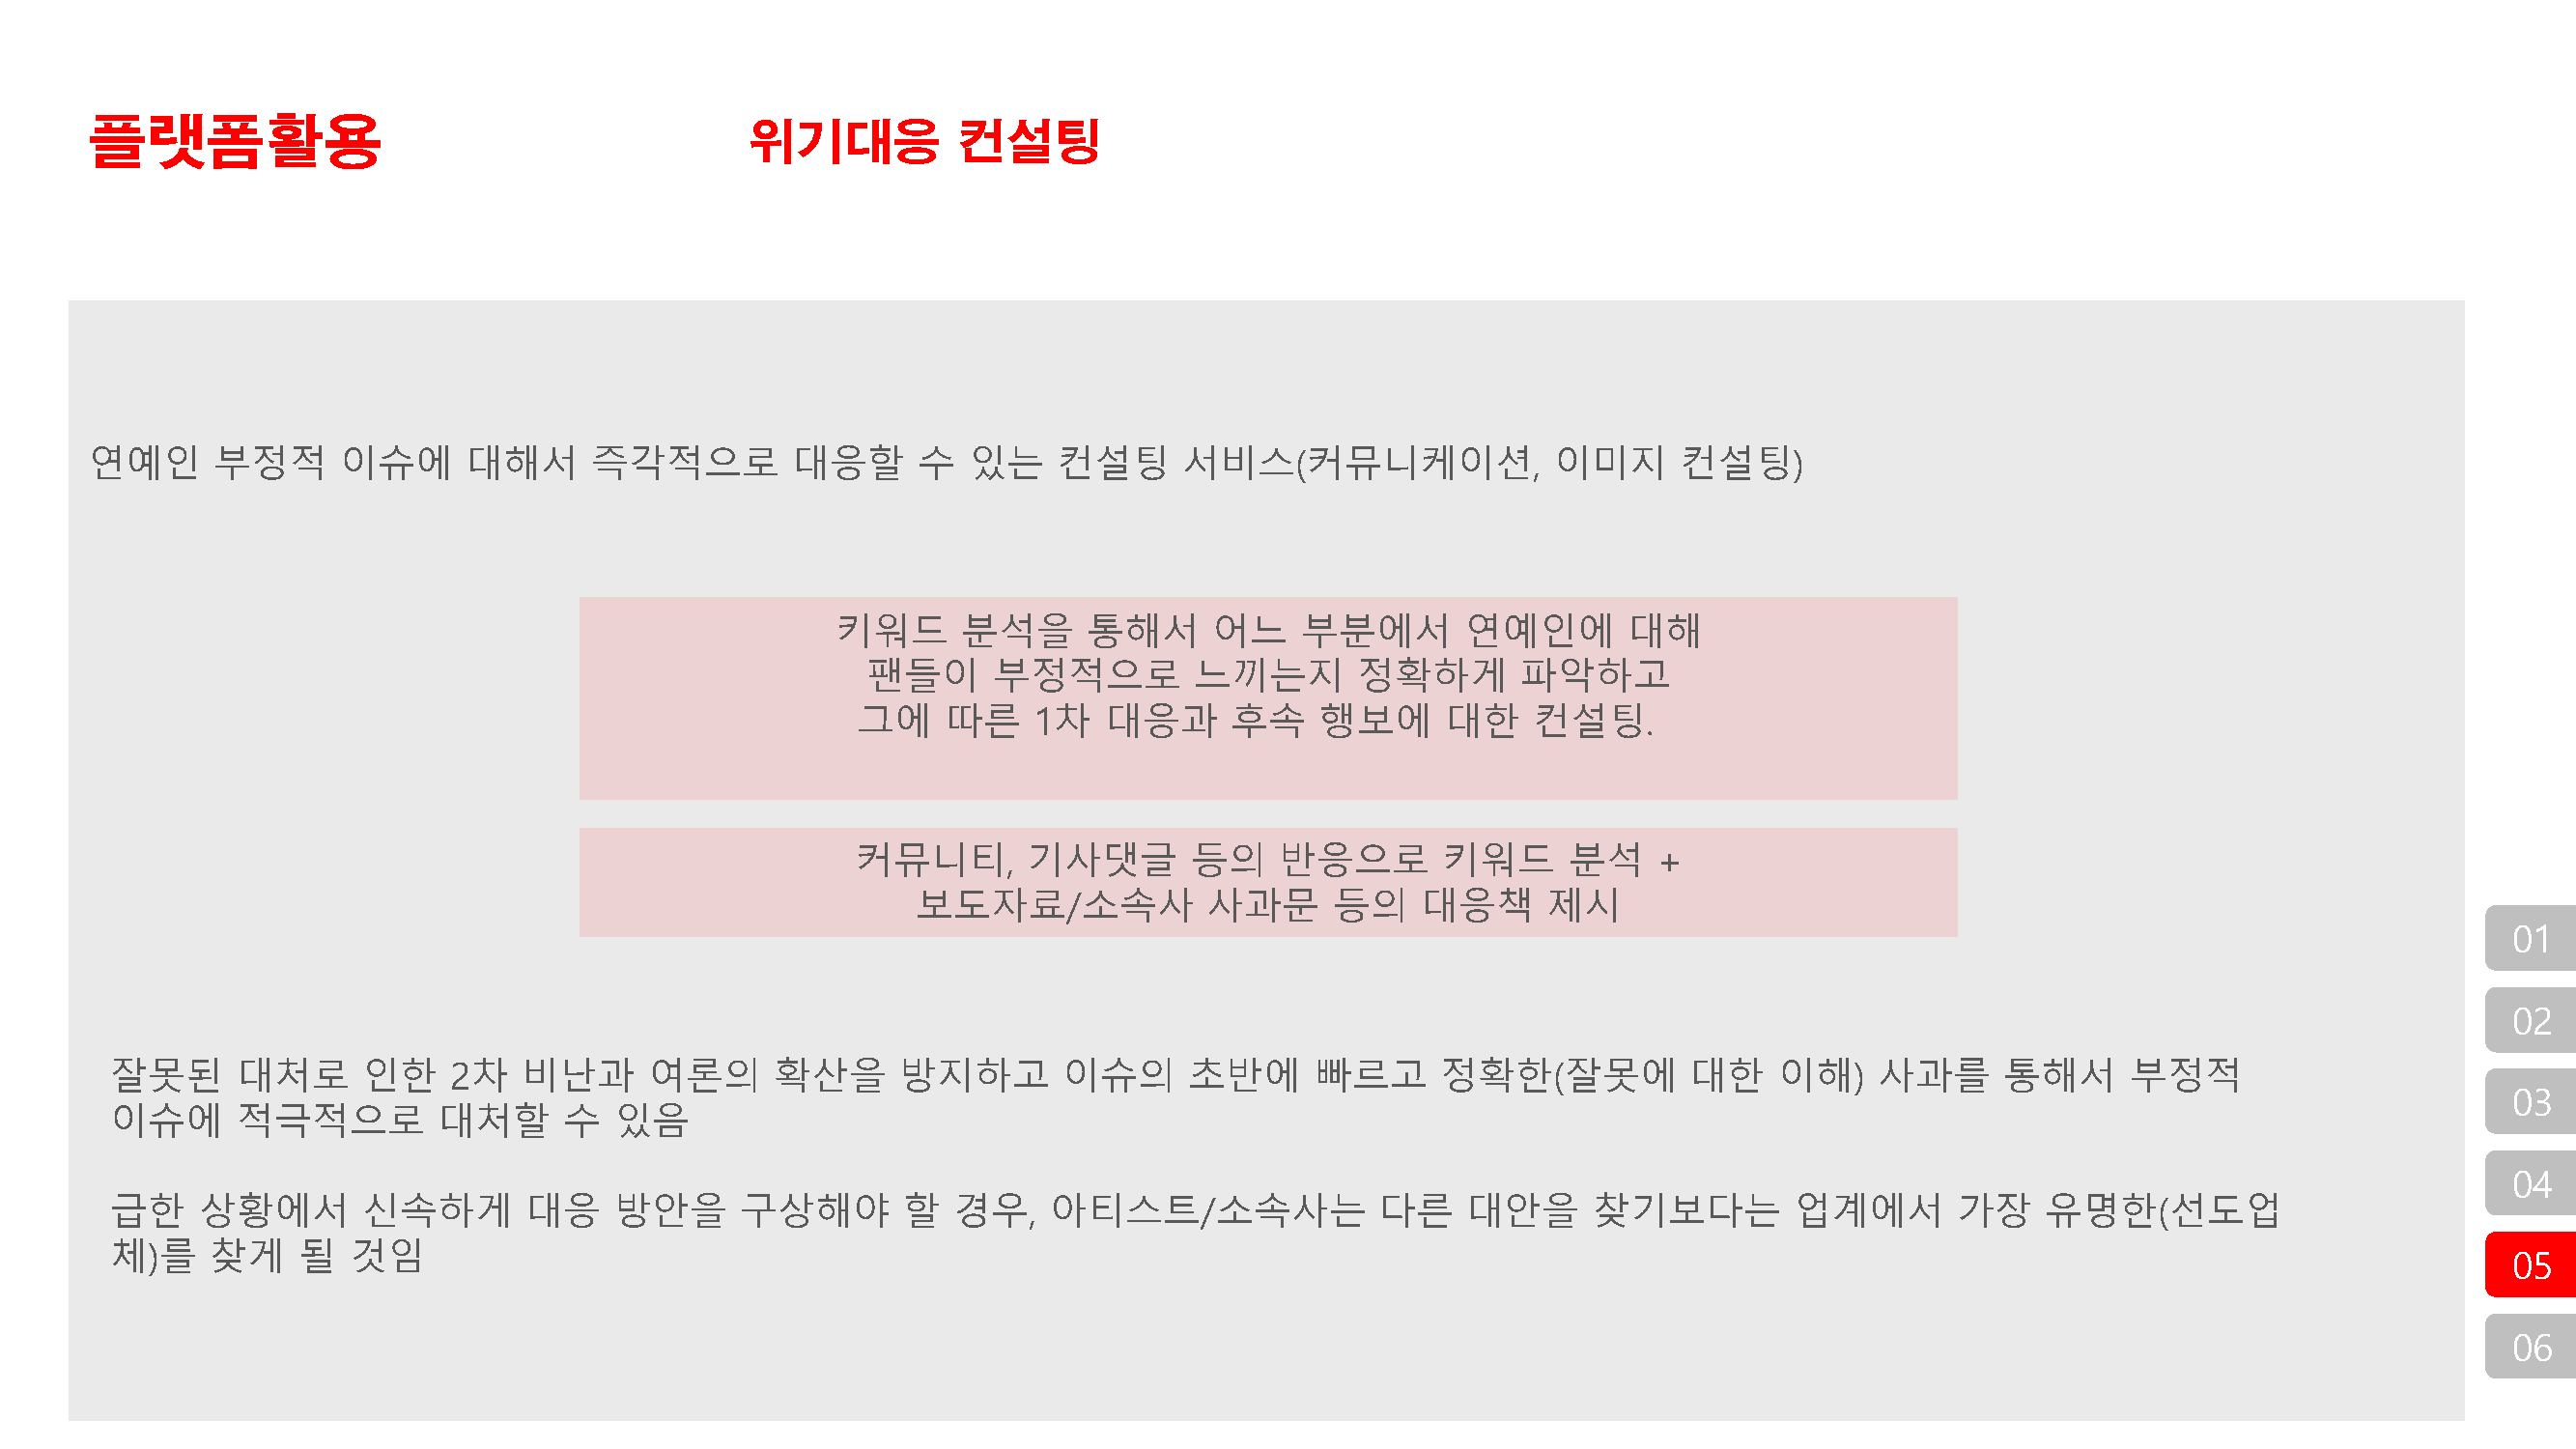 플랫폼활용
위기대응 컨설팅
연예인 부정적 이슈에 대해서 즉각적으로 대응할 수 있는 컨설팅 서비스(커뮤니케이션, 이미지 컨설팅)
키워드 분석을 통해서 어느 부분에서 연예인에 대해
팬들이 부정적으로 느끼는지 정확하게 파악하고
그에 따른 1차 대응과 후속 행보에 대한 컨설팅.
커뮤니티, 기사댓글 등의 반응으로 키워드 분석 +
보도자료/소속사 사과문 등의 대응책 제시
잘못된 대처로 인한 2차 비난과 여론의 확산을 방지하고 이슈의 초반에 빠르고 정확한(잘못에 대한 이해) 사과를 통해서 부정적
이슈에 적극적으로 대처할 수 있음
급한 상황에서 신속하게 대응 방안을 구상해야 할 경우, 아티스트/소속사는 다른 대안을 찾기보다는 업계에서 가장 유명한(선도업
체)를 찾게 될 것임
01
02
03
04
05
06